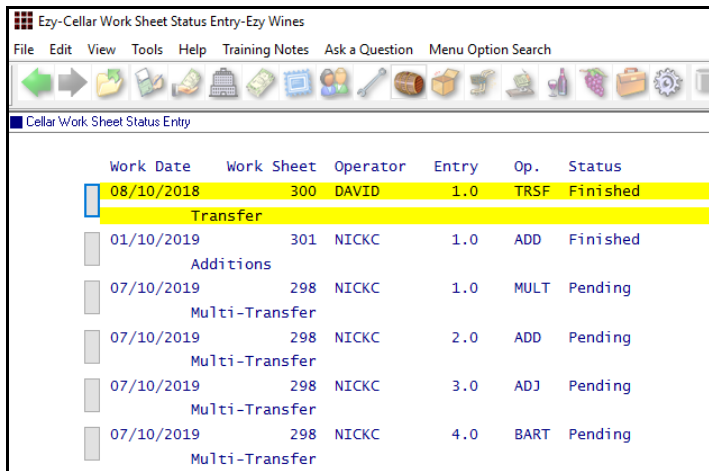 Ezy-Cellar Work Sheet Status Entry-Ezy Wines
File Edit View Tools Help Training Notes Ask a Question Menu Option Search
Cellar Work Sheet Status Entry
Work Date Work Sheet Operator Entry Op. Status
08/10/2018 300 DAVID 1.0 TRSF Finished
Transfer
01/10/2019 301 NICKC 1.0 ADD Finished
Additions
07/10/2019 298 NICKC 1.0 MULT Pending
Multi-Transfer
07/10/2019 298 NICKC 2.0 ADD Pending
Multi-Transfer
07/10/2019 298 NICKC 3.0 ADJ Pending
Multi-Transfer
07/10/2019 298 NICKC 4.0 BART Pending
Multi-Transfer